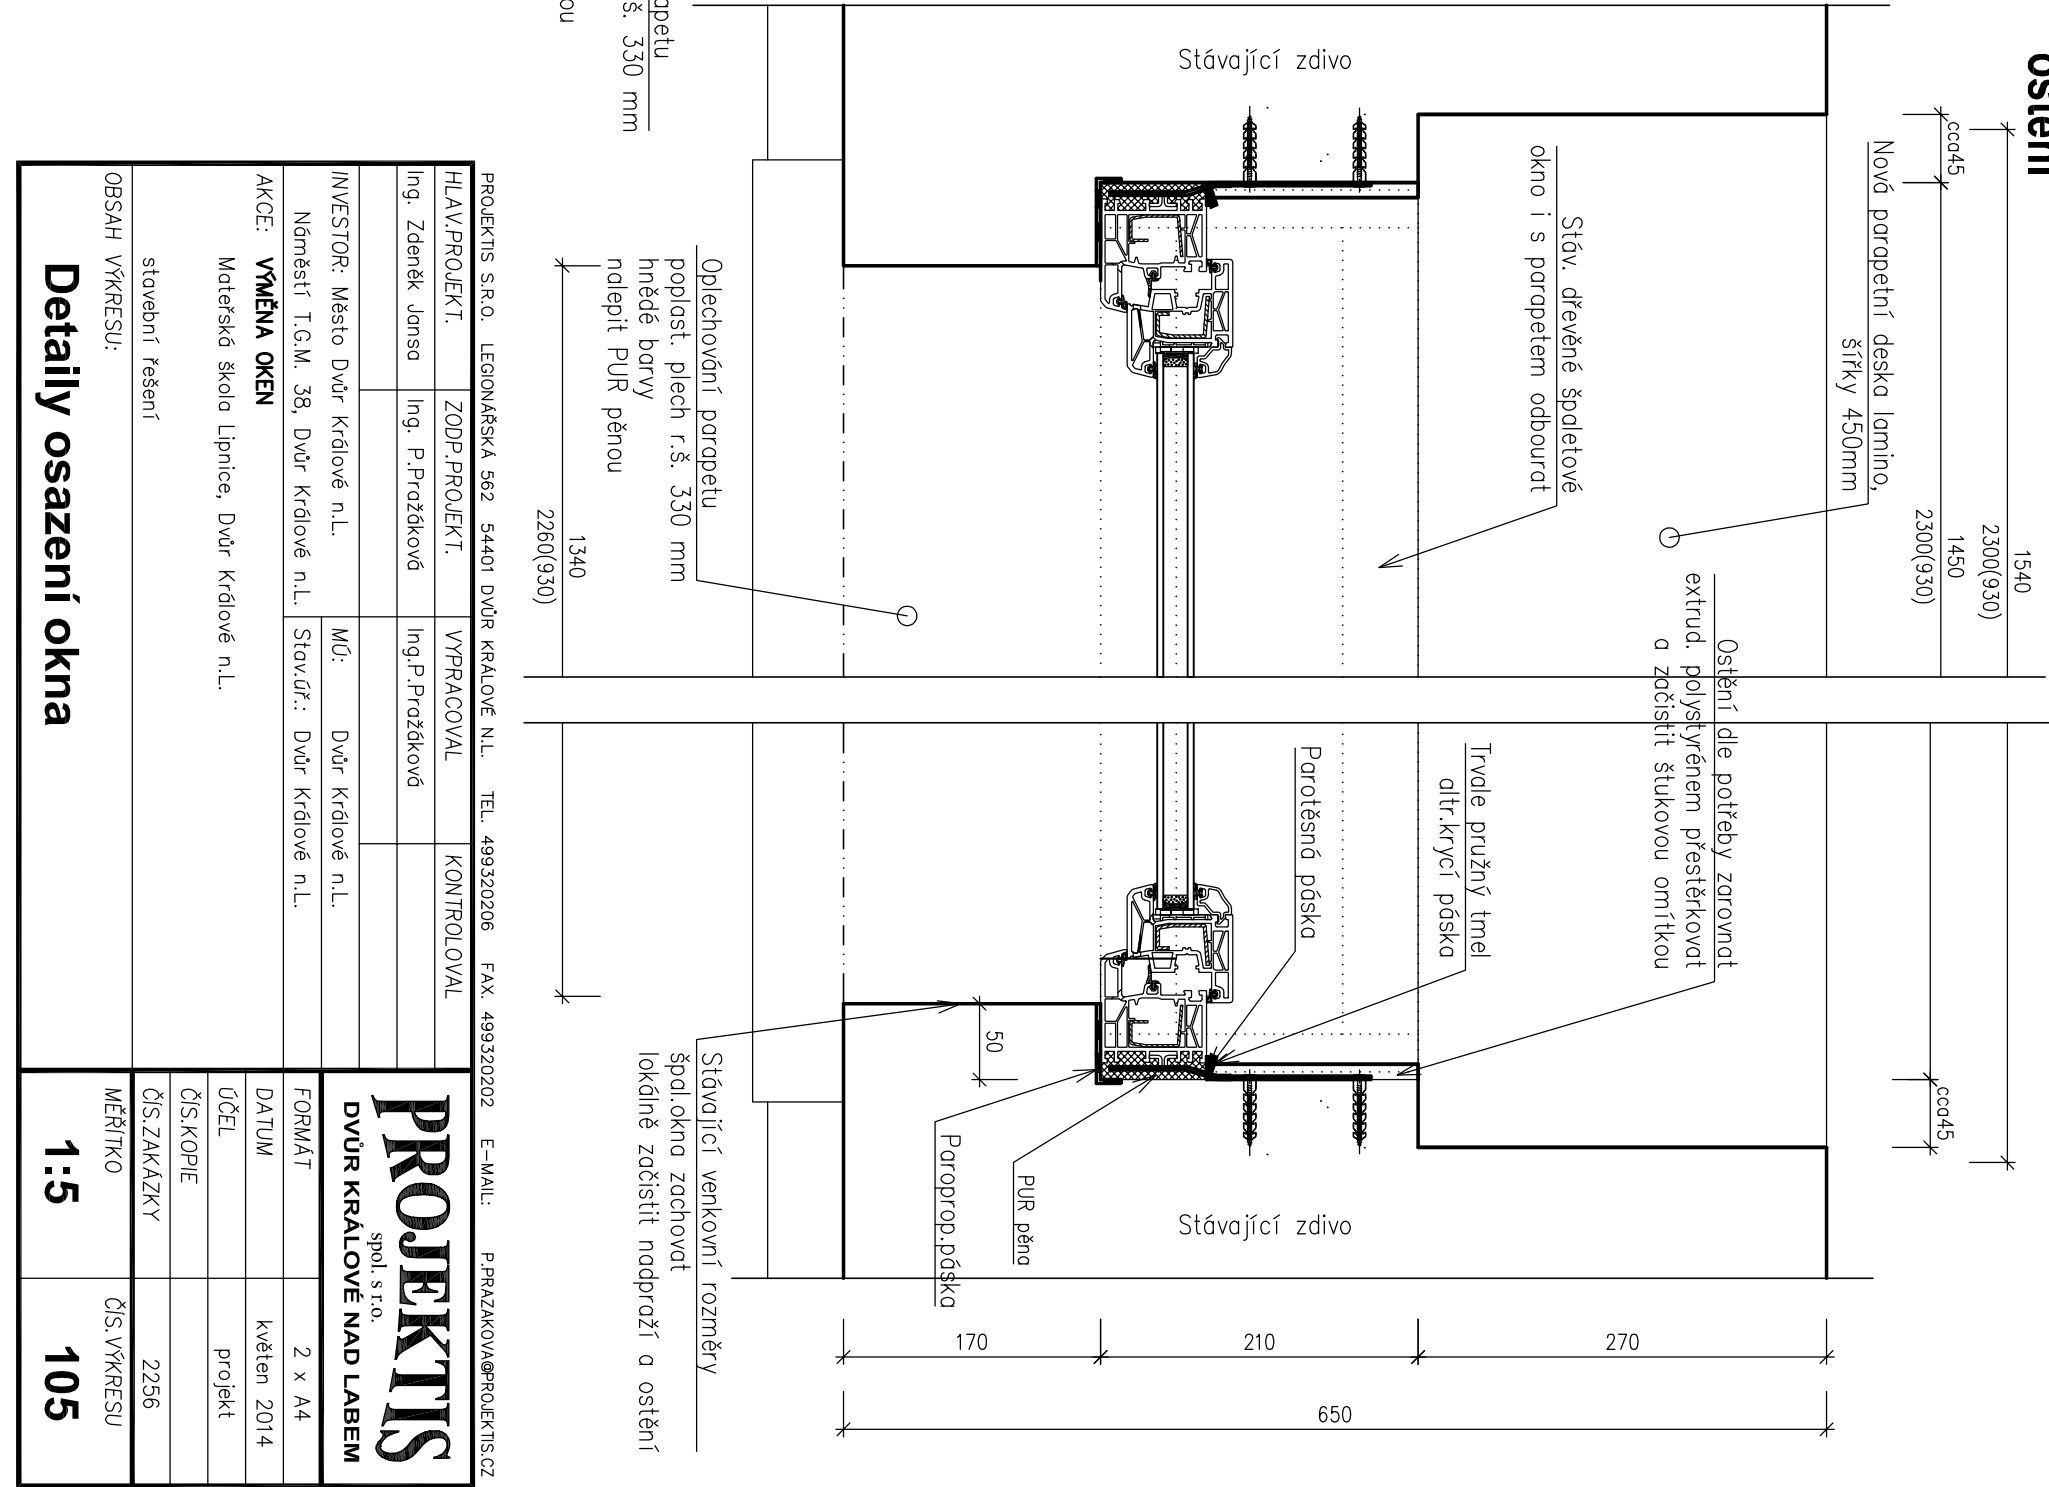 ostění
1540
2300(930)
1450
2300(930)
cca45
cca45
Nová parapetní deska lamino,
šířky 450mm
Ostění dle potřeby zarovnat
extrud. polystyrénem přestěrkovat
a začistit štukovou omítkou
Stáv. dřevěné špaletové
okno i s parapetem odbourat
Trvale pružný tmel
altr.krycí páska
Parotěsná páska
Stávající zdivo
Stávající zdivo
50
PUR pěna
Paroprop.páska
Oplechování parapetu
poplast. plech r.š. 330 mm
hnědé barvy
nalepit PUR pěnou
Stávající venkovní rozměry
špal.okna zachovat
lokálně začistit nadpraží a ostění
apetu
š. 330 mm
ou
1340
2260(930)
170
210
270
650
PROJEKTIS S.R.O. LEGIONÁŘSKÁ 562 54401 DVŮR KRÁLOVÉ N.L. TEL. 499320206 FAX. 499320202 E-MAIL: P.PRAZAKOVA@PROJEKTIS.CZ
HLAV.PROJEKT. ZODP.PROJEKT. VYPRACOVAL KONTROLOVAL
Ing. Zdeněk Jansa Ing. P.Pražáková Ing.P.Pražáková
INVESTOR: Město Dvůr Králové n.L. MÚ: Dvůr Králové n.L.
Náměstí T.G.M. 38, Dvůr Králové n.L. Stav.úř.: Dvůr Králové n.L.
AKCE: VÝMĚNA OKEN
Mateřská škola Lipnice, Dvůr Králové n.L.
stavební řešení
OBSAH VÝKRESU:
Detaily osazení okna
PROJEKTIS
spol. s r.o.
DVŮR KRÁLOVÉ NAD LABEM
FORMÁT 2 x A4
DATUM květen 2014
ÚČEL projekt
ČÍS.KOPIE
ČÍS.ZAKÁZKY 2256
MĚŘÍTKO ČÍS.VÝKRESU
1:5 105